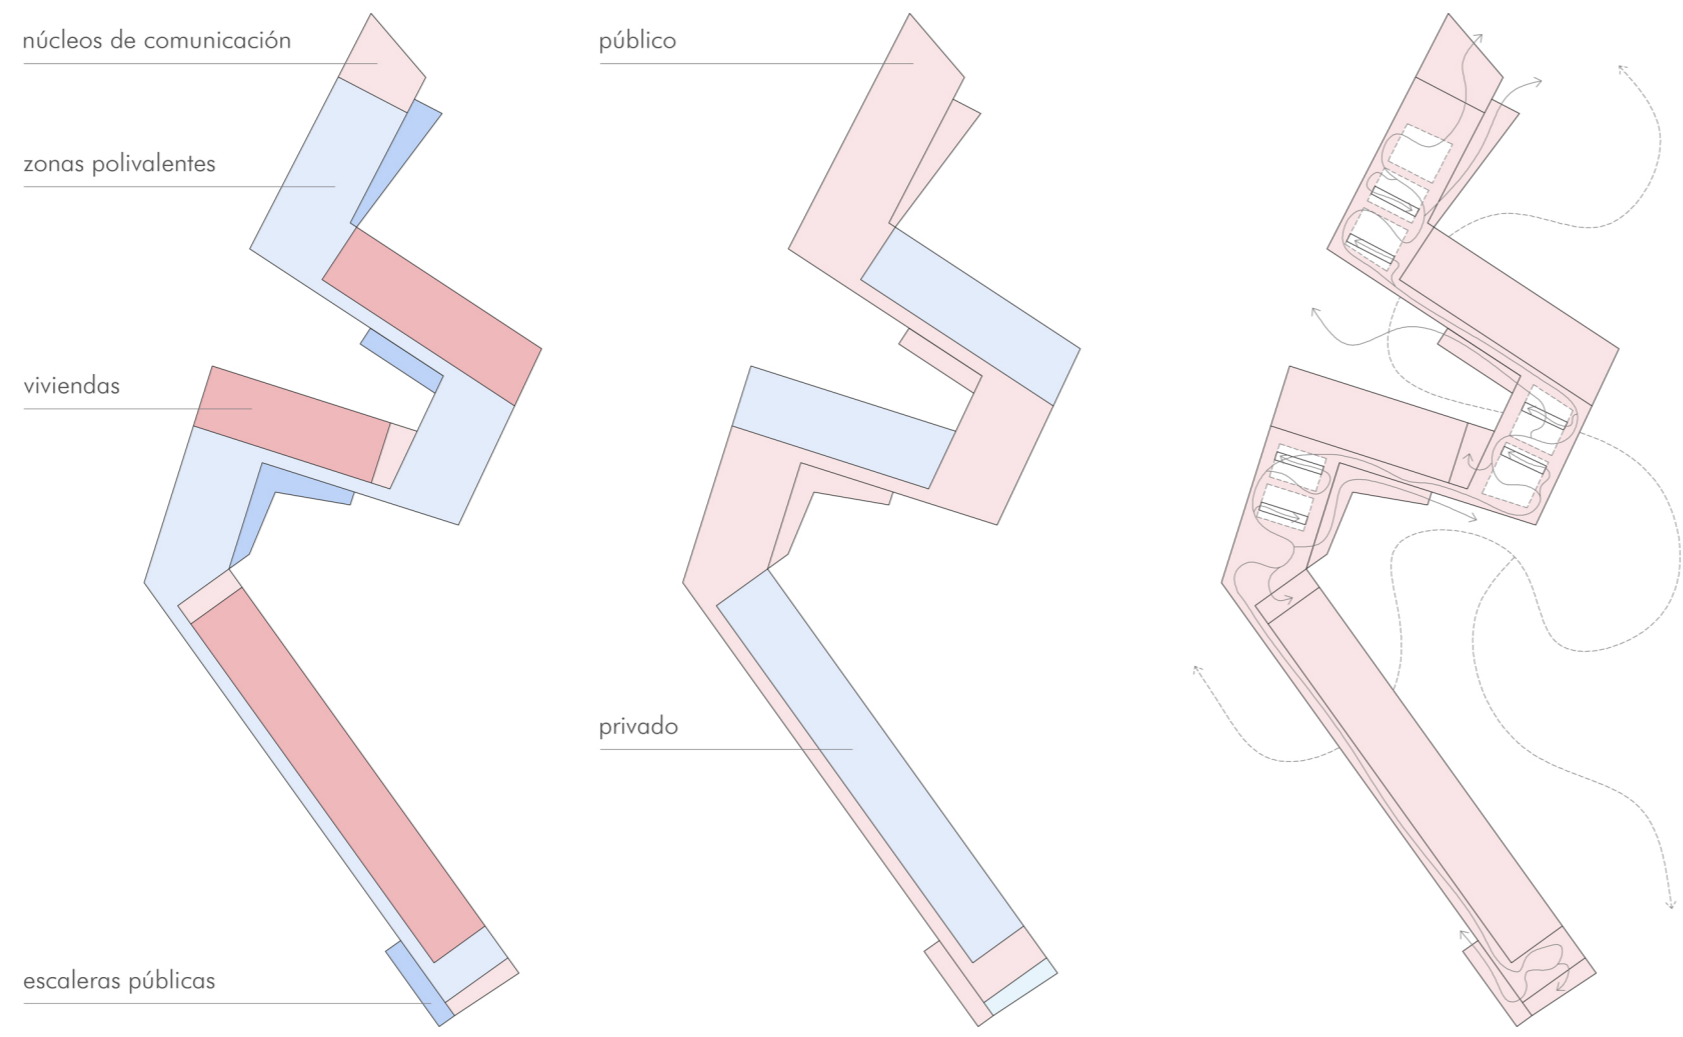 núcleos de comunicación
zonas polivalentes
viviendas
escaleras públicas
público
privado